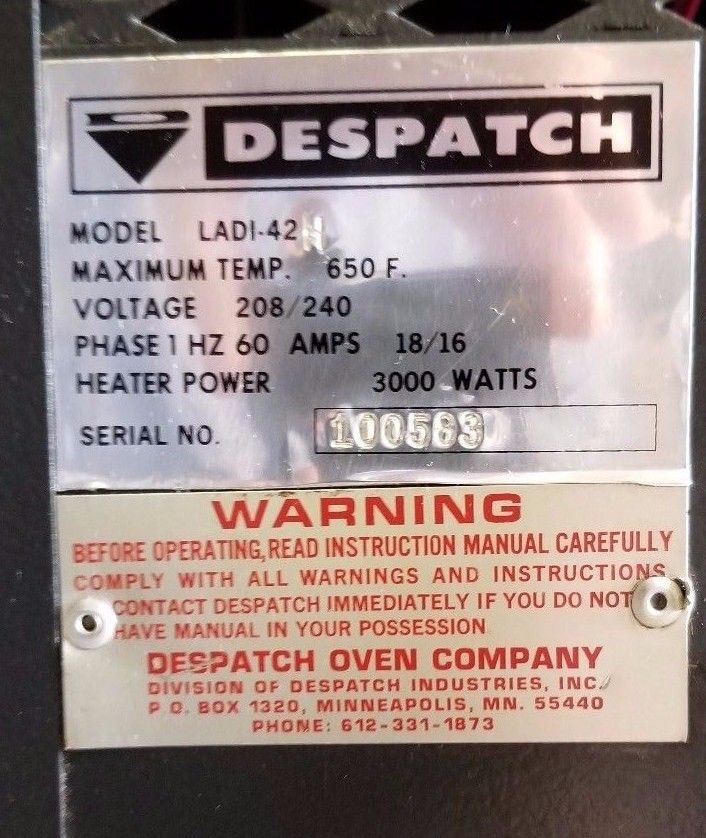 DESPATCH
MODEL LADI-42H
MAXIMUM TEMP. 650 F.
VOLTAGE 208/240
PHASE 1 HZ 60 AMPS 18/16
HEATER POWER 3000 WATTS
SERIAL NO. 100583
WARNING
BEFORE OPERATING, READ INSTRUCTION MANUAL CAREFULLY
COMPLY WITH ALL WARNINGS AND INSTRUCTIONS
CONTACT DESPATCH IMMEDIATELY IF YOU DO NOT
HAVE MANUAL IN YOUR POSSESSION
DESPATCH OVEN COMPANY
DIVISION OF DESPATCH INDUSTRIES, INC.
P.O. BOX 1320, MINNEAPOLIS, MN. 55440
PHONE: 612-331-1873